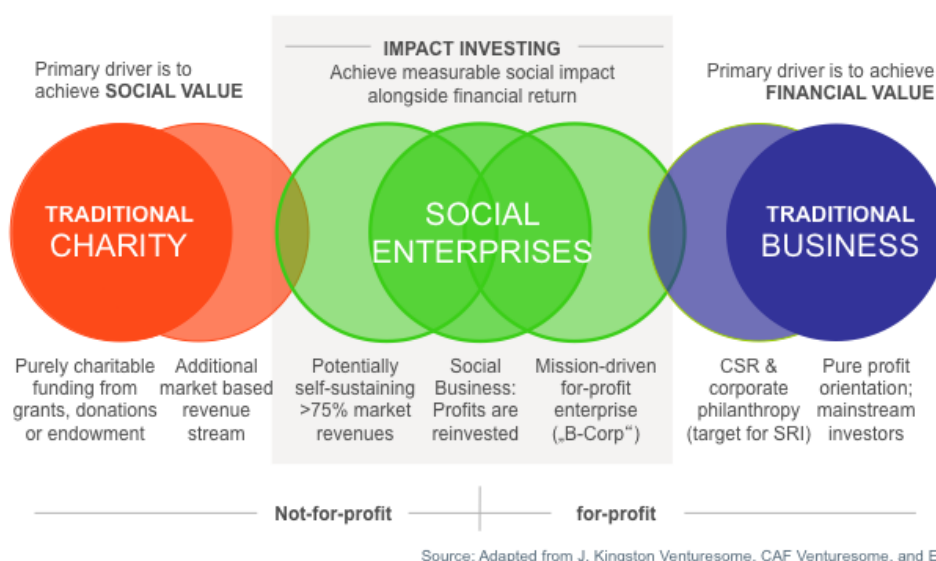 IMPACT INVESTING
Achieve measurable social impact
alongside financial return
Primary driver is to
achieve SOCIAL VALUE
Primary driver is to achieve
FINANCIAL VALUE
TRADITIONAL
CHARITY
SOCIAL
ENTERPRISES
TRADITIONAL
BUSINESS
Purely charitable
funding from
grants, donations
or endowment
Additional
market based
revenue
stream
Potentially
self-sustaining
>75% market
revenues
Social
Business:
Profits are
reinvested
Mission-driven
for-profit
enterprise
(„B-Corp“)
CSR &
corporate
philanthropy
(target for SRI)
Pure profit
orientation;
mainstream
investors
Not-for-profit
for-profit
Source: Adapted from J. Kingston Venturesome, CAF Venturesome, and